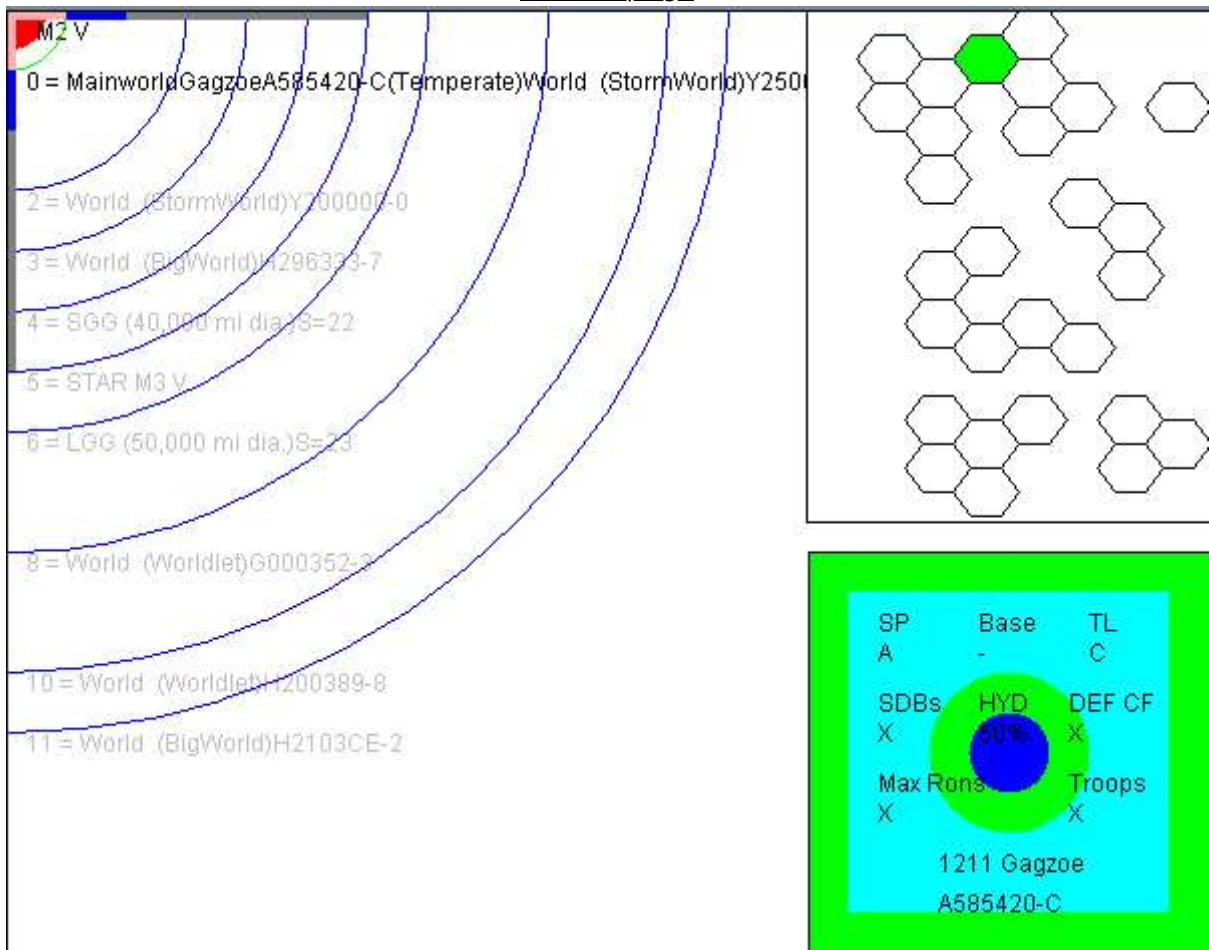 M2 V
0 = MainworldGagzoeA585420-C(Temperate)World (StormWorld)Y2500
2 = World (StormWorld)Y200000-0
3 = World (BigWorld)H296333-7
4 = SGG (40,000 mi dia.)S=22
5 = STAR M3 V
6 = LGG (50,000 mi dia.)S=23
8 = World (Worldlet)G000352-3
10 = World (Worldlet)H200389-8
11 = World (BigWorld)H2103CE-2
SP Base TL
A - C
SDBs HYD DEF CF
X 50% X
Max Rons Troops
X X
1211 Gagzoe
A585420-C